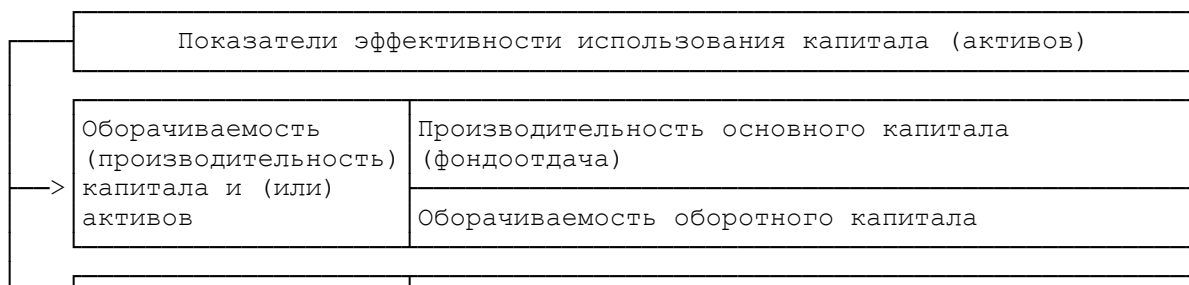 Показатели эффективности использования капитала (активов)
Оборачиваемость
(производительность)
капитала и (или)
активов
Производительность основного капитала
(фондоотдача)
Оборачиваемость оборотного капитала